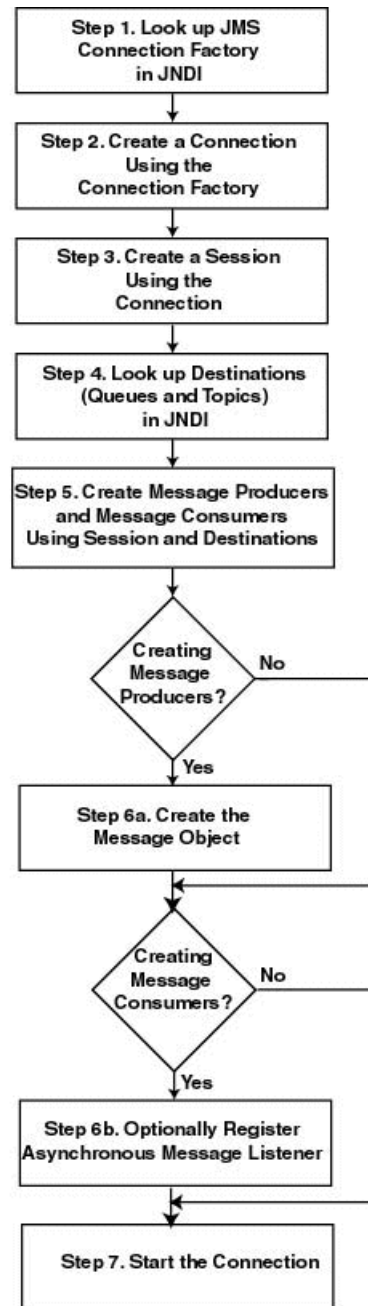 Step 1. Look up JMS
Connection Factory
in JNDI
Step 2. Create a Connection
Using the
Connection Factory
Step 3. Create a Session
Using the
Connection
Step 4. Look up Destinations
(Queues and Topics)
in JNDI
Step 5. Create Message Producers
and Message Consumers
Using Session and Destinations
Creating
Message
Producers?
No
Yes
Step 6a. Create the
Message Object
Creating
Message
Consumers?
No
Yes
Step 6b. Optionally Register
Asynchronous Message Listener
Step 7. Start the Connection